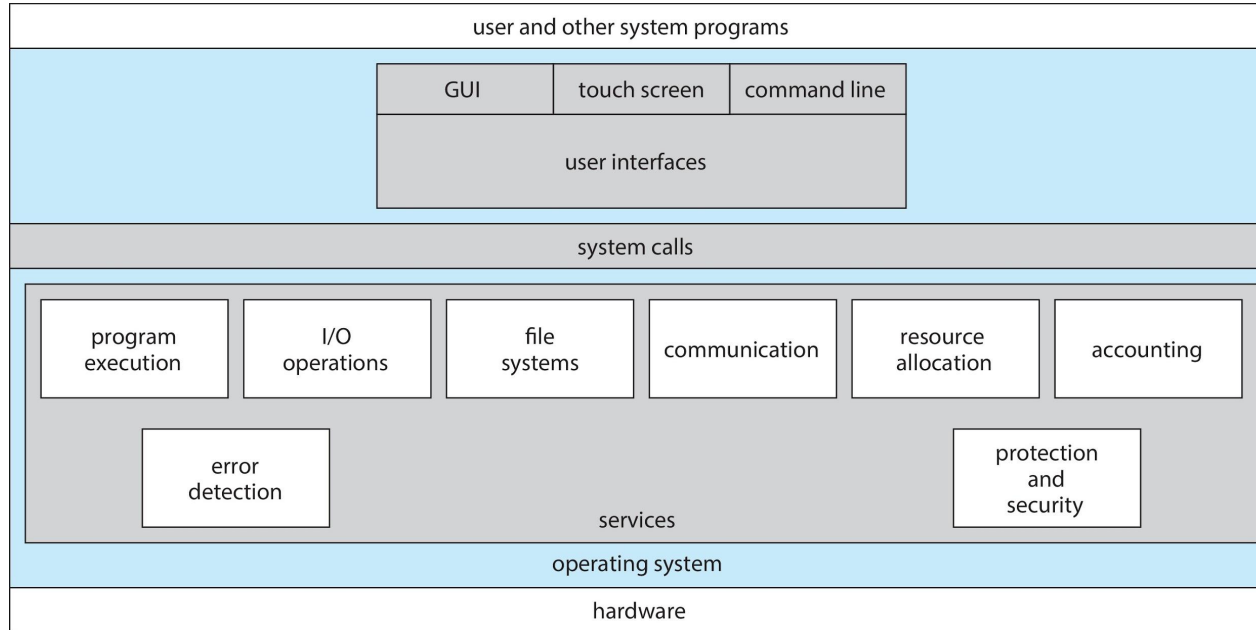 user and other system programs
GUI
touch screen
command line
user interfaces
system calls
program
execution
I/O
operations
file
systems
communication
resource
allocation
accounting
error
detection
protection
and
security
services
operating system
hardware